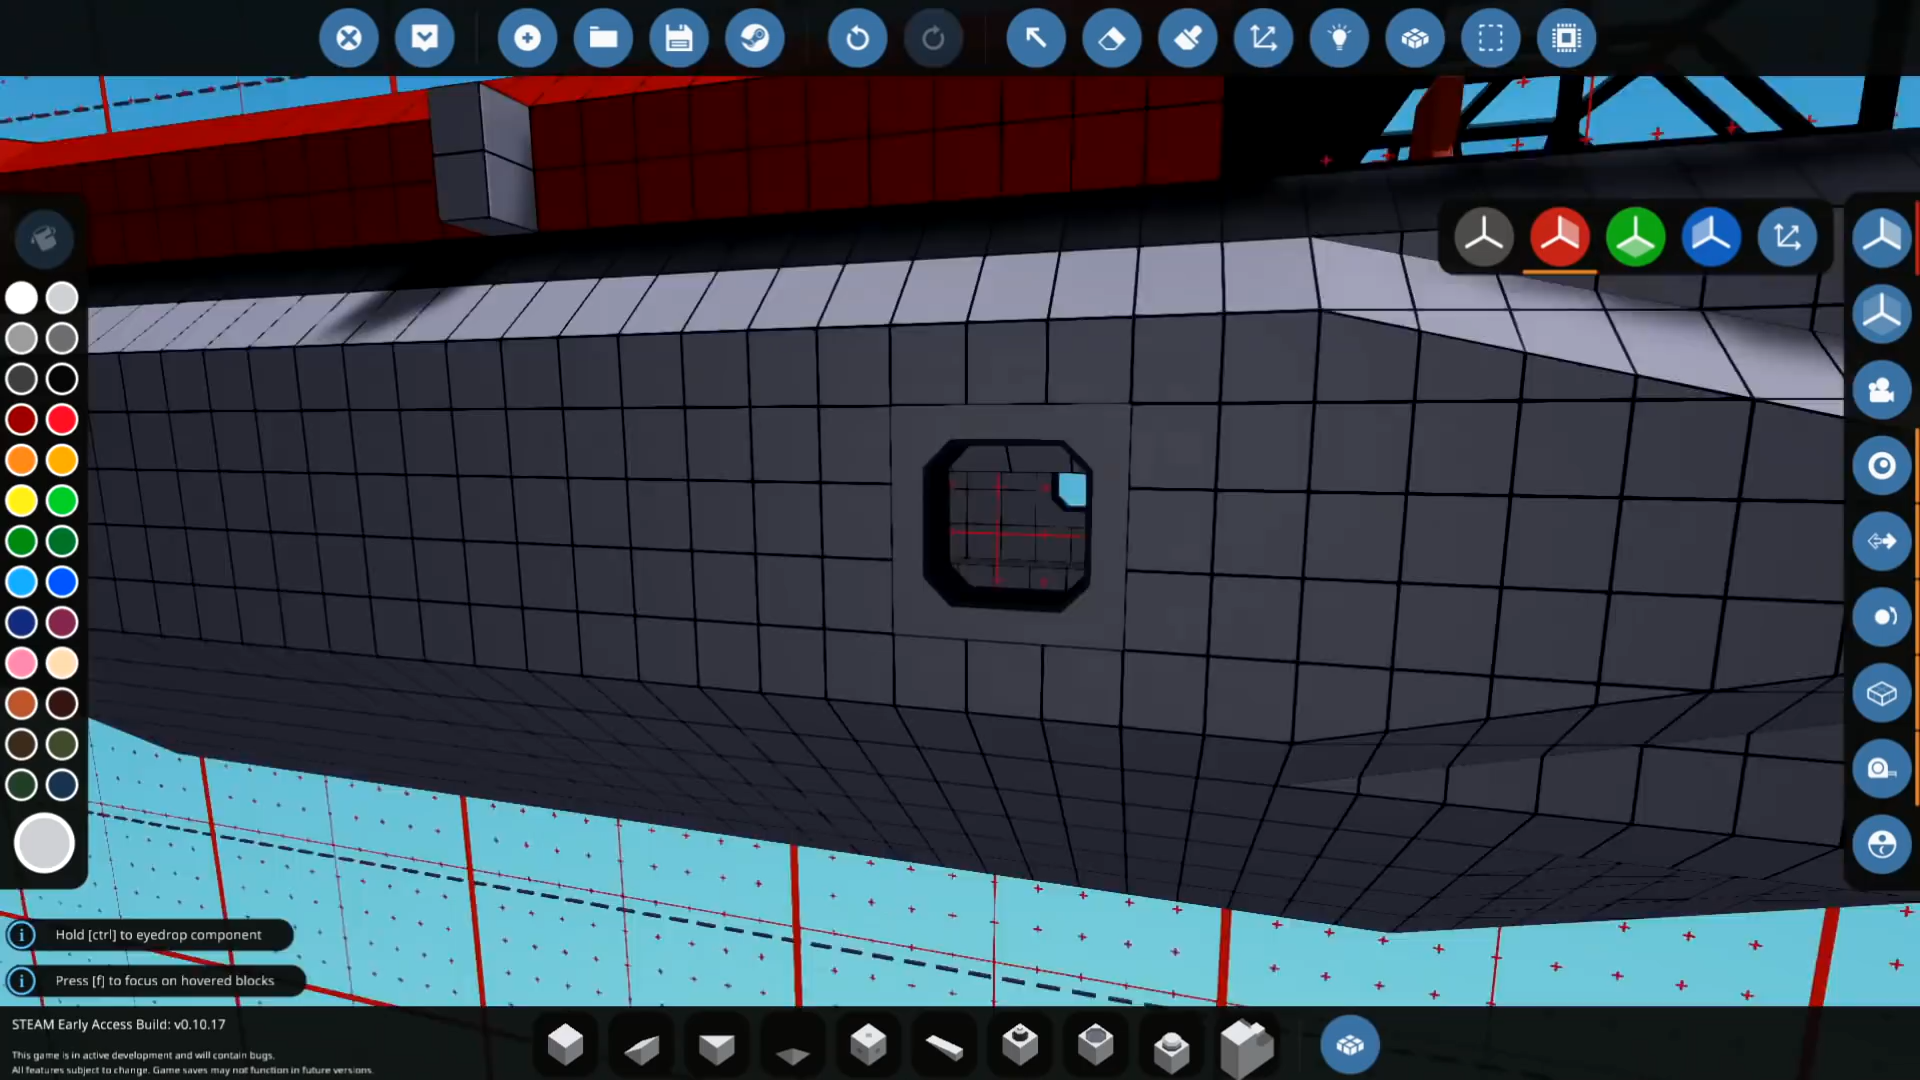 Hold [ctrl] to eyedrop component
Press [f] to focus on hovered blocks
STEAM Early Access Build: v0.10.17
This game is in active development and will contain bugs.
All features subject to change. Game saves may not function in future versions.